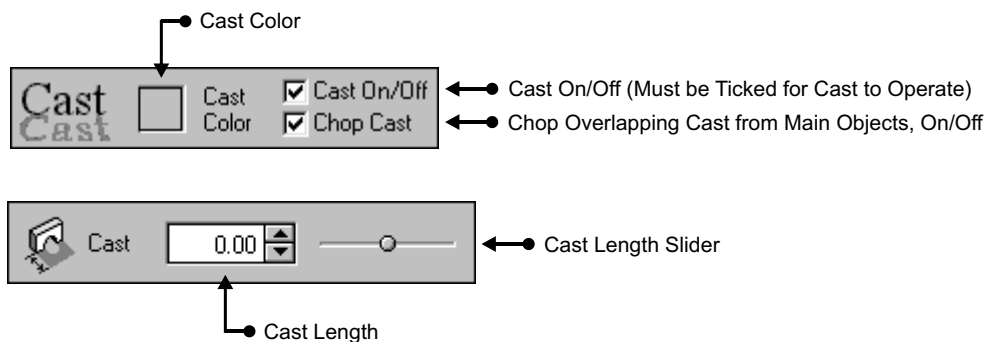 Cast Color
Cast
Cast
Cast
Color
Cast On/Off
Chop Cast
Cast On/Off (Must be Ticked for Cast to Operate)
Chop Overlapping Cast from Main Objects, On/Off
Cast
0.00
Cast Length Slider
Cast Length